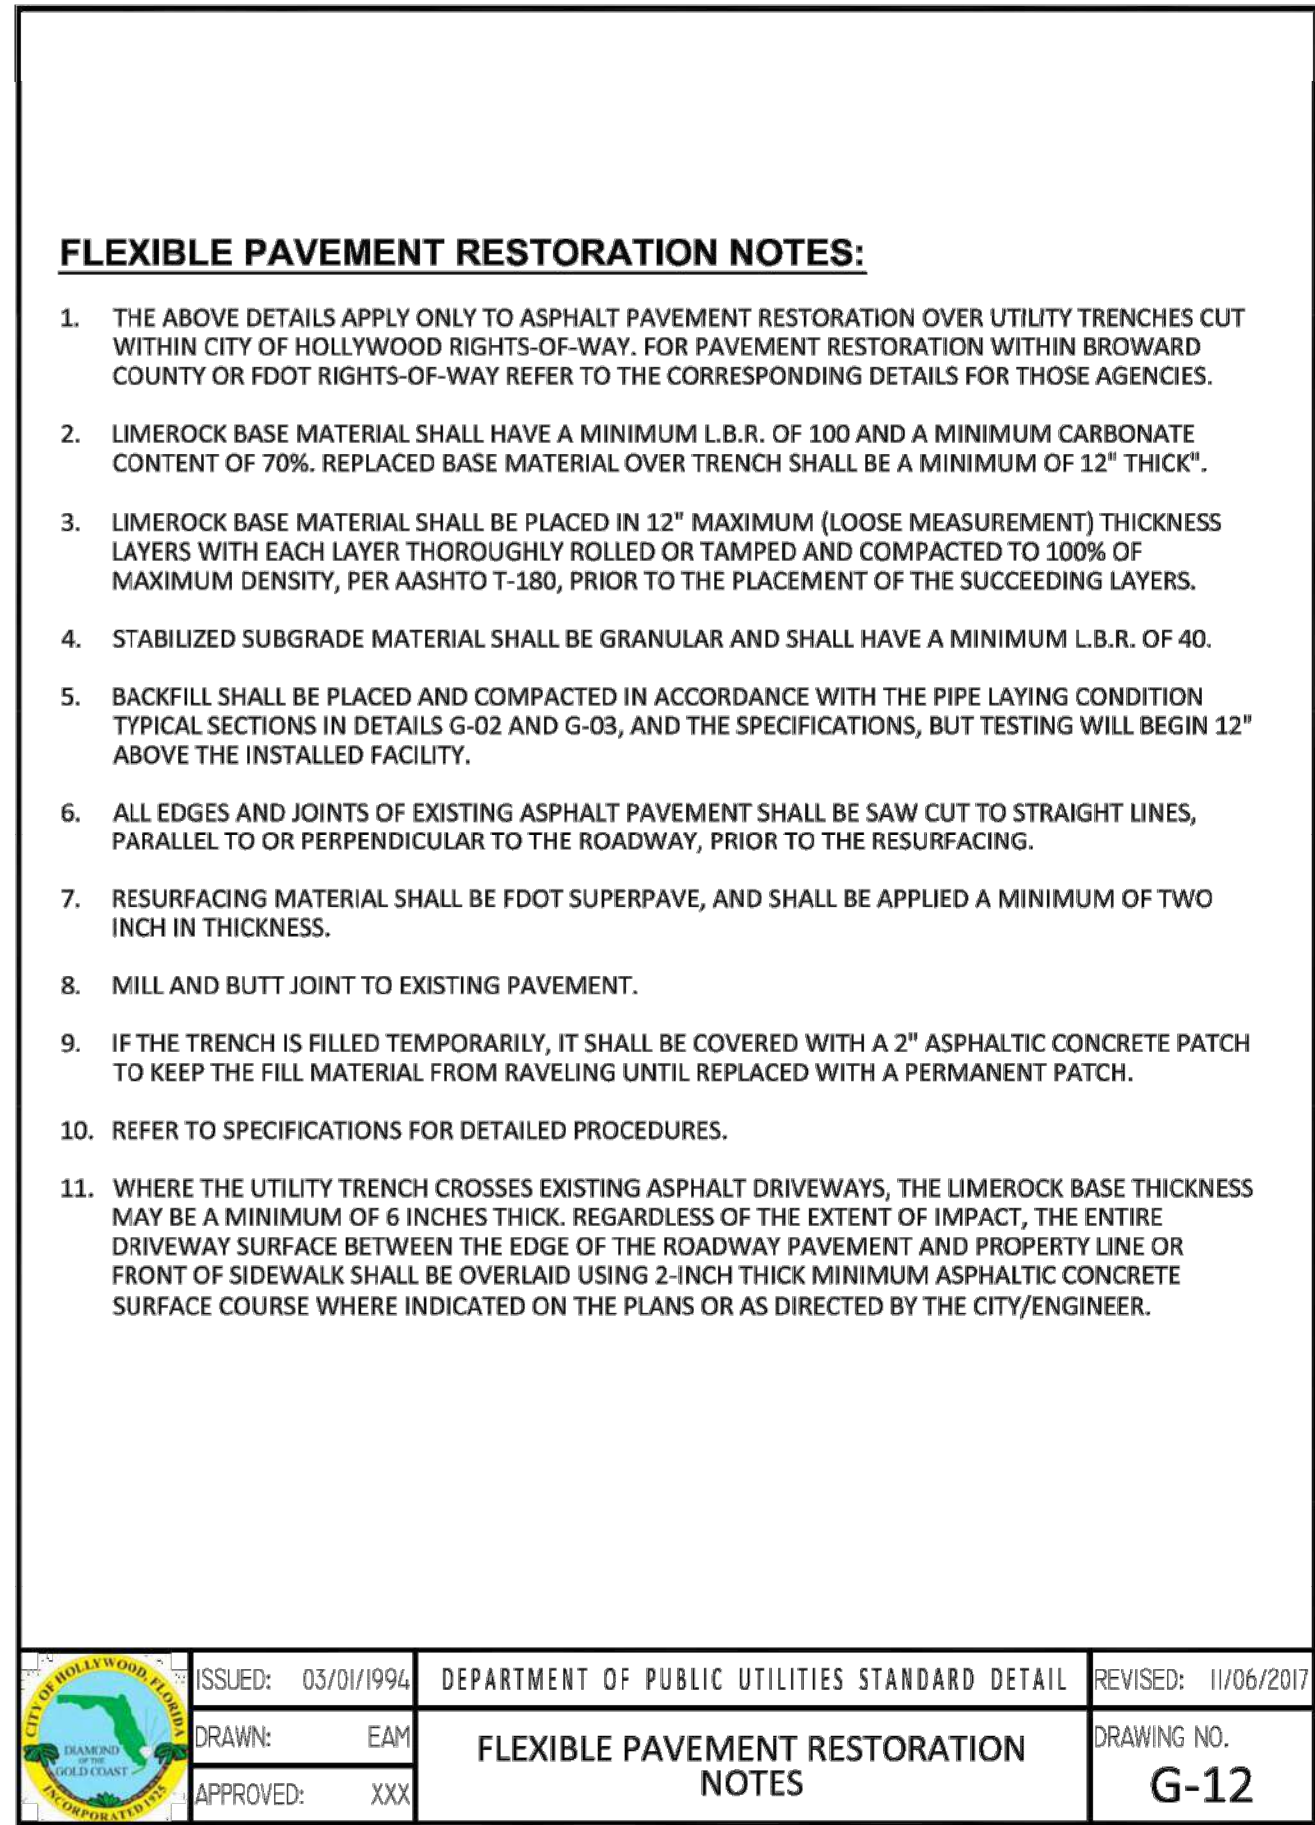 FLEXIBLE PAVEMENT RESTORATION NOTES:
1. THE ABOVE DETAILS APPLY ONLY TO ASPHALT PAVEMENT RESTORATION OVER UTILITY TRENCHES CUT
WITHIN CITY OF HOLLYWOOD RIGHTS-OF-WAY. FOR PAVEMENT RESTORATION WITHIN BROWARD
COUNTY OR FDOT RIGHTS-OF-WAY REFER TO THE CORRESPONDING DETAILS FOR THOSE AGENCIES.
2. LIMEROCK BASE MATERIAL SHALL HAVE A MINIMUM L.B.R. OF 100 AND A MINIMUM CARBONATE
CONTENT OF 70%. REPLACED BASE MATERIAL OVER TRENCH SHALL BE A MINIMUM OF 12" THICK".
3. LIMEROCK BASE MATERIAL SHALL BE PLACED IN 12" MAXIMUM (LOOSE MEASUREMENT) THICKNESS
LAYERS WITH EACH LAYER THOROUGHLY ROLLED OR TAMPED AND COMPACTED TO 100% OF
MAXIMUM DENSITY, PER AASHTO T-180, PRIOR TO THE PLACEMENT OF THE SUCCEEDING LAYERS.
4. STABILIZED SUBGRADE MATERIAL SHALL BE GRANULAR AND SHALL HAVE A MINIMUM L.B.R. OF 40.
5. BACKFILL SHALL BE PLACED AND COMPACTED IN ACCORDANCE WITH THE PIPE LAYING CONDITION
TYPICAL SECTIONS IN DETAILS G-02 AND G-03, AND THE SPECIFICATIONS, BUT TESTING WILL BEGIN 12"
ABOVE THE INSTALLED FACILITY.
6. ALL EDGES AND JOINTS OF EXISTING ASPHALT PAVEMENT SHALL BE SAW CUT TO STRAIGHT LINES,
PARALLEL TO OR PERPENDICULAR TO THE ROADWAY, PRIOR TO THE RESURFACING.
7. RESURFACING MATERIAL SHALL BE FDOT SUPERPAVE, AND SHALL BE APPLIED A MINIMUM OF TWO
INCH IN THICKNESS.
8. MILL AND BUTT JOINT TO EXISTING PAVEMENT.
9. IF THE TRENCH IS FILLED TEMPORARILY, IT SHALL BE COVERED WITH A 2" ASPHALTIC CONCRETE PATCH
TO KEEP THE FILL MATERIAL FROM RAVELING UNTIL REPLACED WITH A PERMANENT PATCH.
10. REFER TO SPECIFICATIONS FOR DETAILED PROCEDURES.
11. WHERE THE UTILITY TRENCH CROSSES EXISTING ASPHALT DRIVEWAYS, THE LIMEROCK BASE THICKNESS
MAY BE A MINIMUM OF 6 INCHES THICK. REGARDLESS OF THE EXTENT OF IMPACT, THE ENTIRE
DRIVEWAY SURFACE BETWEEN THE EDGE OF THE ROADWAY PAVEMENT AND PROPERTY LINE OR
FRONT OF SIDEWALK SHALL BE OVERLAID USING 2-INCH THICK MINIMUM ASPHALTIC CONCRETE
SURFACE COURSE WHERE INDICATED ON THE PLANS OR AS DIRECTED BY THE CITY/ENGINEER.
CITY OF HOLLYWOOD, FLORIDA
DIAMOND
OF THE
GOLD COAST
INCORPORATED 1925
ISSUED: 03/01/1994
DRAWN: EAM
APPROVED: XXX
DEPARTMENT OF PUBLIC UTILITIES STANDARD DETAIL
FLEXIBLE PAVEMENT RESTORATION
NOTES
REVISED: 11/06/2017
DRAWING NO.
G-12